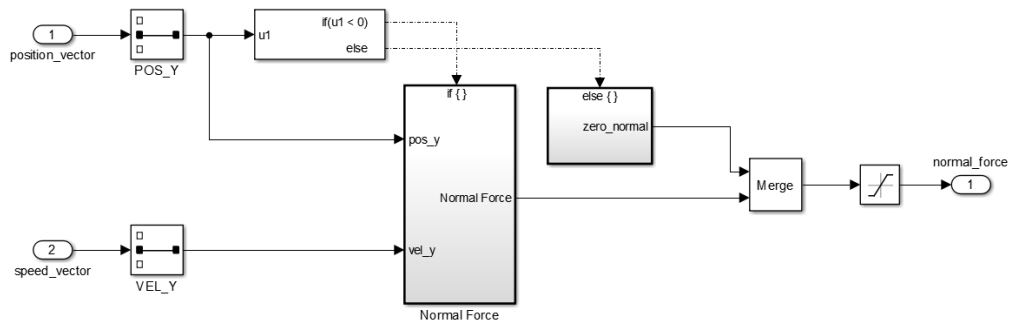 1
position_vector
POS_Y
u1
if(u1 < 0)
else
if { }
pos_y
Normal Force
vel_y
Normal Force
else { }
zero_normal
Merge
normal_force
1
2
speed_vector
VEL_Y